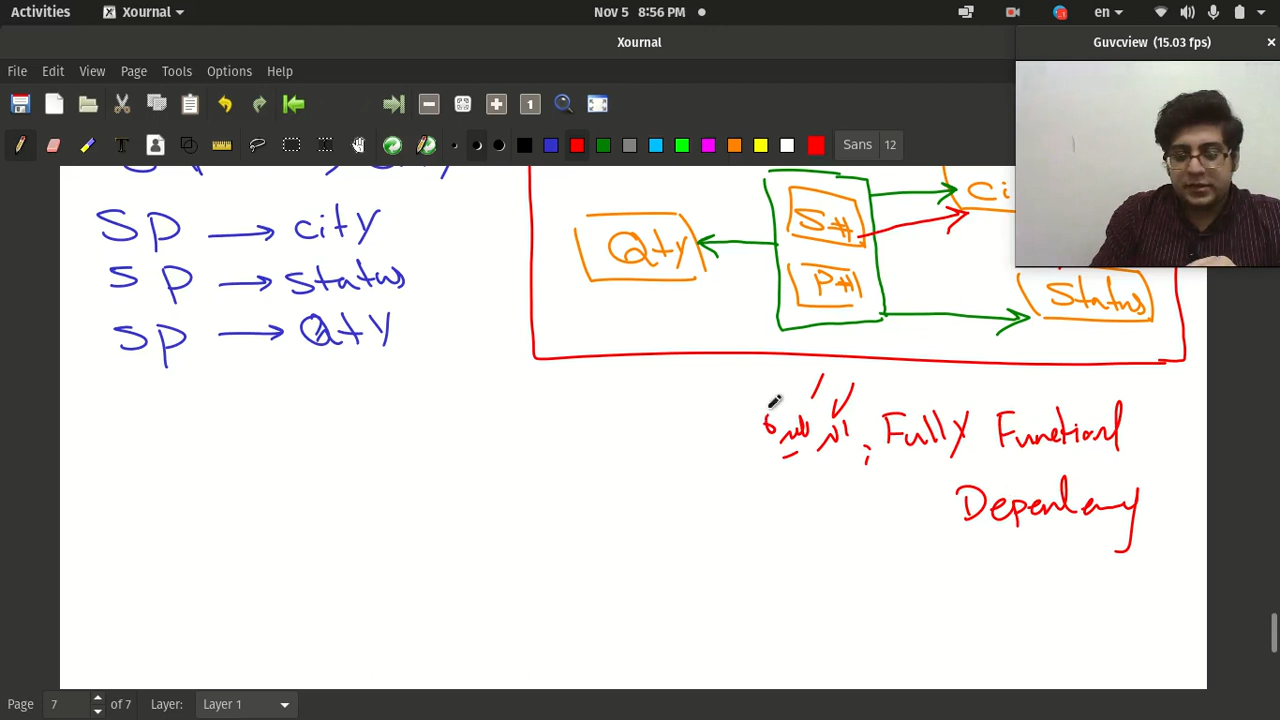 Activities
Xournal
Nov 5 8:56 PM
en
Xournal
Guvcview (15.03 fps)
File Edit View Page Tools Options Help
Sans 12
SP → city
SP → status
SP → Qty
Qty
S#
P#
Ci
Status
Fully Functional
Dependency
Page 7 of 7 Layer: Layer 1